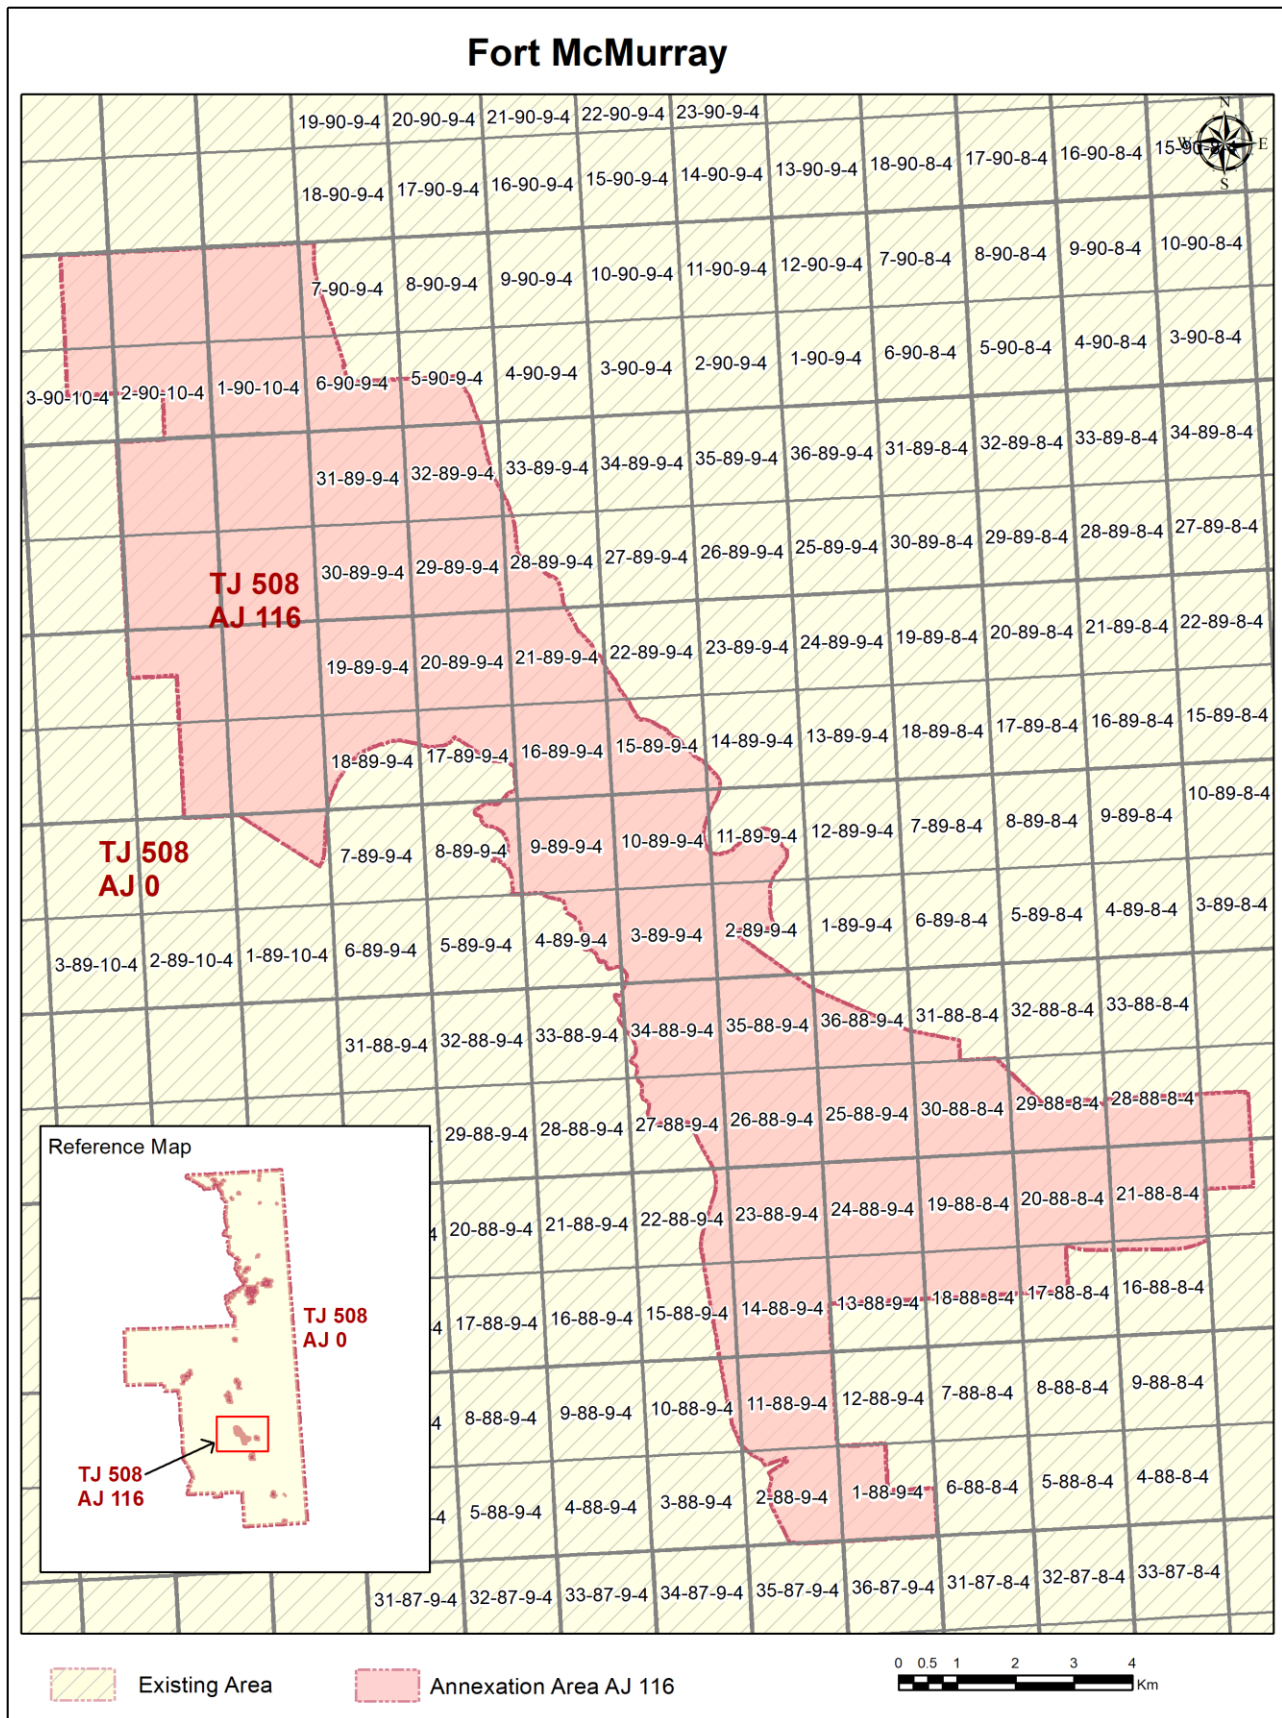 Fort McMurray
19-90-9-4 20-90-9-4 21-90-9-4 22-90-9-4 23-90-9-4
N
W E
S
18-90-9-4 17-90-9-4 16-90-9-4 15-90-9-4 14-90-9-4 13-90-9-4 18-90-8-4 17-90-8-4 16-90-8-4 15-90-8-4
7-90-9-4 8-90-9-4 9-90-9-4 10-90-9-4 11-90-9-4 12-90-9-4 7-90-8-4 8-90-8-4 9-90-8-4 10-90-8-4
3-90-10-4 2-90-10-4 1-90-10-4 6-90-9-4 5-90-9-4 4-90-9-4 3-90-9-4 2-90-9-4 1-90-9-4 6-90-8-4 5-90-8-4 4-90-8-4 3-90-8-4
31-89-9-4 32-89-9-4 33-89-9-4 34-89-9-4 35-89-9-4 36-89-9-4 31-89-8-4 32-89-8-4 33-89-8-4 34-89-8-4
TJ 508
AJ 116
30-89-9-4 29-89-9-4 28-89-9-4 27-89-9-4 26-89-9-4 25-89-9-4 30-89-8-4 29-89-8-4 28-89-8-4 27-89-8-4
19-89-9-4 20-89-9-4 21-89-9-4 22-89-9-4 23-89-9-4 24-89-9-4 19-89-8-4 20-89-8-4 21-89-8-4 22-89-8-4
18-89-9-4 17-89-9-4 16-89-9-4 15-89-9-4 14-89-9-4 13-89-9-4 18-89-8-4 17-89-8-4 16-89-8-4 15-89-8-4
TJ 508
AJ 0
7-89-9-4 8-89-9-4 9-89-9-4 10-89-9-4 11-89-9-4 12-89-9-4 7-89-8-4 8-89-8-4 9-89-8-4 10-89-8-4
3-89-10-4 2-89-10-4 1-89-10-4 6-89-9-4 5-89-9-4 4-89-9-4 3-89-9-4 2-89-9-4 1-89-9-4 6-89-8-4 5-89-8-4 4-89-8-4 3-89-8-4
31-88-9-4 32-88-9-4 33-88-9-4 34-88-9-4 35-88-9-4 36-88-9-4 31-88-8-4 32-88-8-4 33-88-8-4
29-88-9-4 28-88-9-4 27-88-9-4 26-88-9-4 25-88-9-4 30-88-8-4 29-88-8-4 28-88-8-4
4 20-88-9-4 21-88-9-4 22-88-9-4 23-88-9-4 24-88-9-4 19-88-8-4 20-88-8-4 21-88-8-4
4 17-88-9-4 16-88-9-4 15-88-9-4 14-88-9-4 13-88-9-4 18-88-8-4 17-88-8-4 16-88-8-4
4 8-88-9-4 9-88-9-4 10-88-9-4 11-88-9-4 12-88-9-4 7-88-8-4 8-88-8-4 9-88-8-4
4 5-88-9-4 4-88-9-4 3-88-9-4 2-88-9-4 1-88-9-4 6-88-8-4 5-88-8-4 4-88-8-4
31-87-9-4 32-87-9-4 33-87-9-4 34-87-9-4 35-87-9-4 36-87-9-4 31-87-8-4 32-87-8-4 33-87-8-4
Reference Map
TJ 508
AJ 0
TJ 508
AJ 116
Existing Area
Annexation Area AJ 116
0 0.5 1 2 3 4
Km